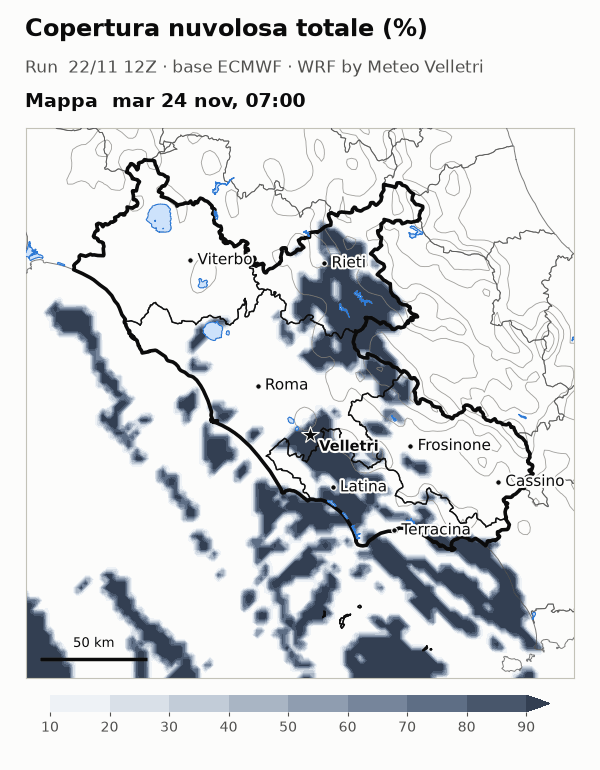 Copertura nuvolosa totale (%)
Run 22/11 12Z · base ECMWF · WRF by Meteo Velletri
Mappa mar 24 nov, 07:00
Viterbo
Rieti
Roma
Velletri
Frosinone
Latina
Cassino
Terracina
50 km
10 20 30 40 50 60 70 80 90